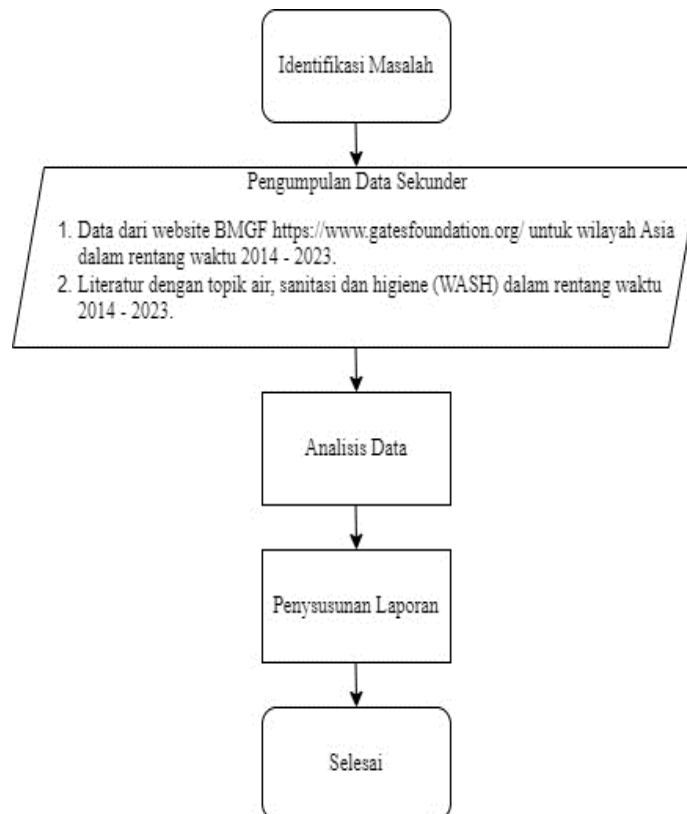 Identifikasi Masalah
Pengumpulan Data Sekunder
1. Data dari website BMGF https://www.gatesfoundation.org/ untuk wilayah Asia
dalam rentang waktu 2014 - 2023.
2. Literatur dengan topik air, sanitasi dan higiene (WASH) dalam rentang waktu
2014 - 2023.
Analisis Data
Penysusunan Laporan
Selesai